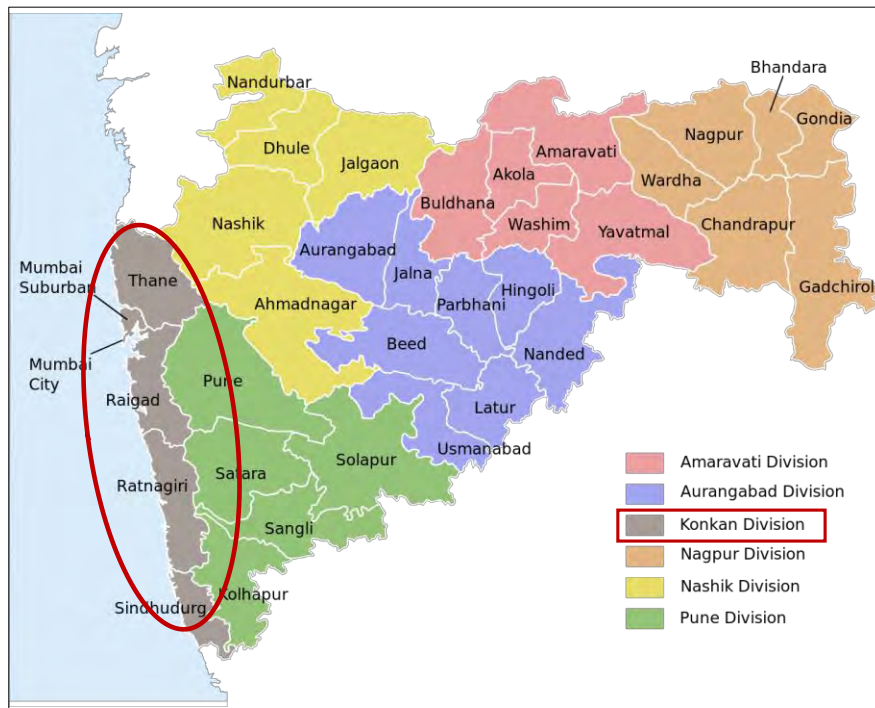 Nandurbar
Bhandara
Dhule
Jalgaon
Amaravati
Nagpur
Gondia
Akola
Buldhana
Wardha
Nashik
Washim
Yavatmal
Chandrapur
Aurangabad
Jalna
Mumbai
Suburban
Thane
Parbhani
Hingoli
Gadchirol
Ahmadnagar
Beed
Nanded
Mumbai
City
Pune
Raigad
Latur
Usmanabad
Ratnagiri
Satara
Solapur
Sangli
Sindhudurg
Kolhapur
Amaravati Division
Aurangabad Division
Konkan Division
Nagpur Division
Nashik Division
Pune Division